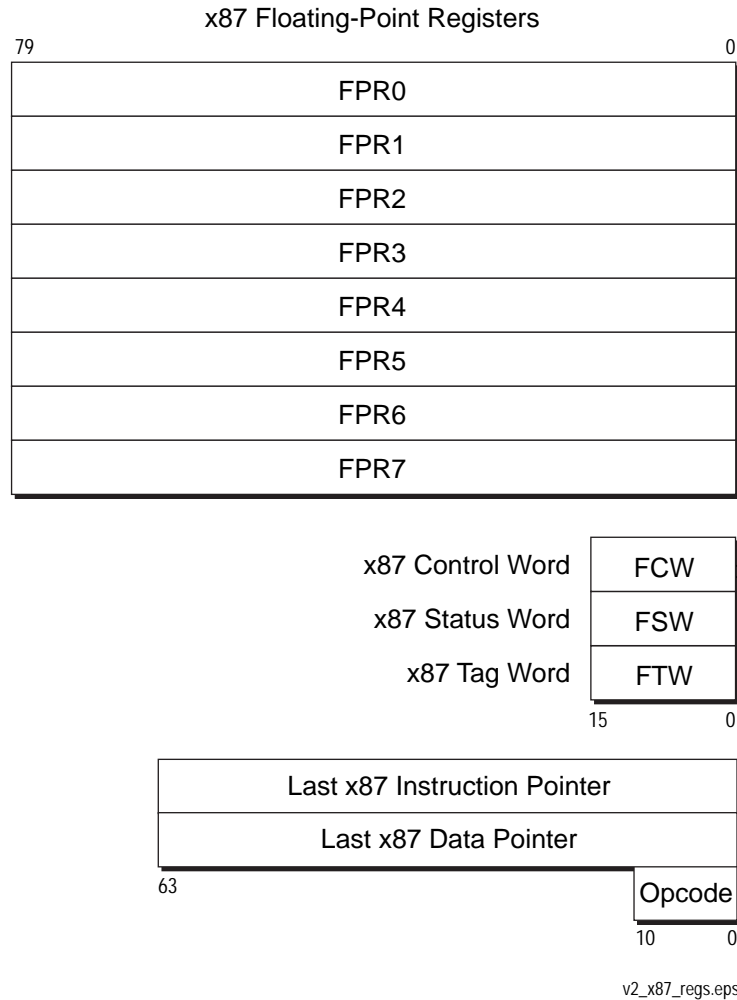 x87 Floating-Point Registers
79 0
FPR0
FPR1
FPR2
FPR3
FPR4
FPR5
FPR6
FPR7
x87 Control Word FCW
x87 Status Word FSW
x87 Tag Word FTW
15 0
Last x87 Instruction Pointer
Last x87 Data Pointer
63 Opcode
10 0
v2_x87_regs.eps